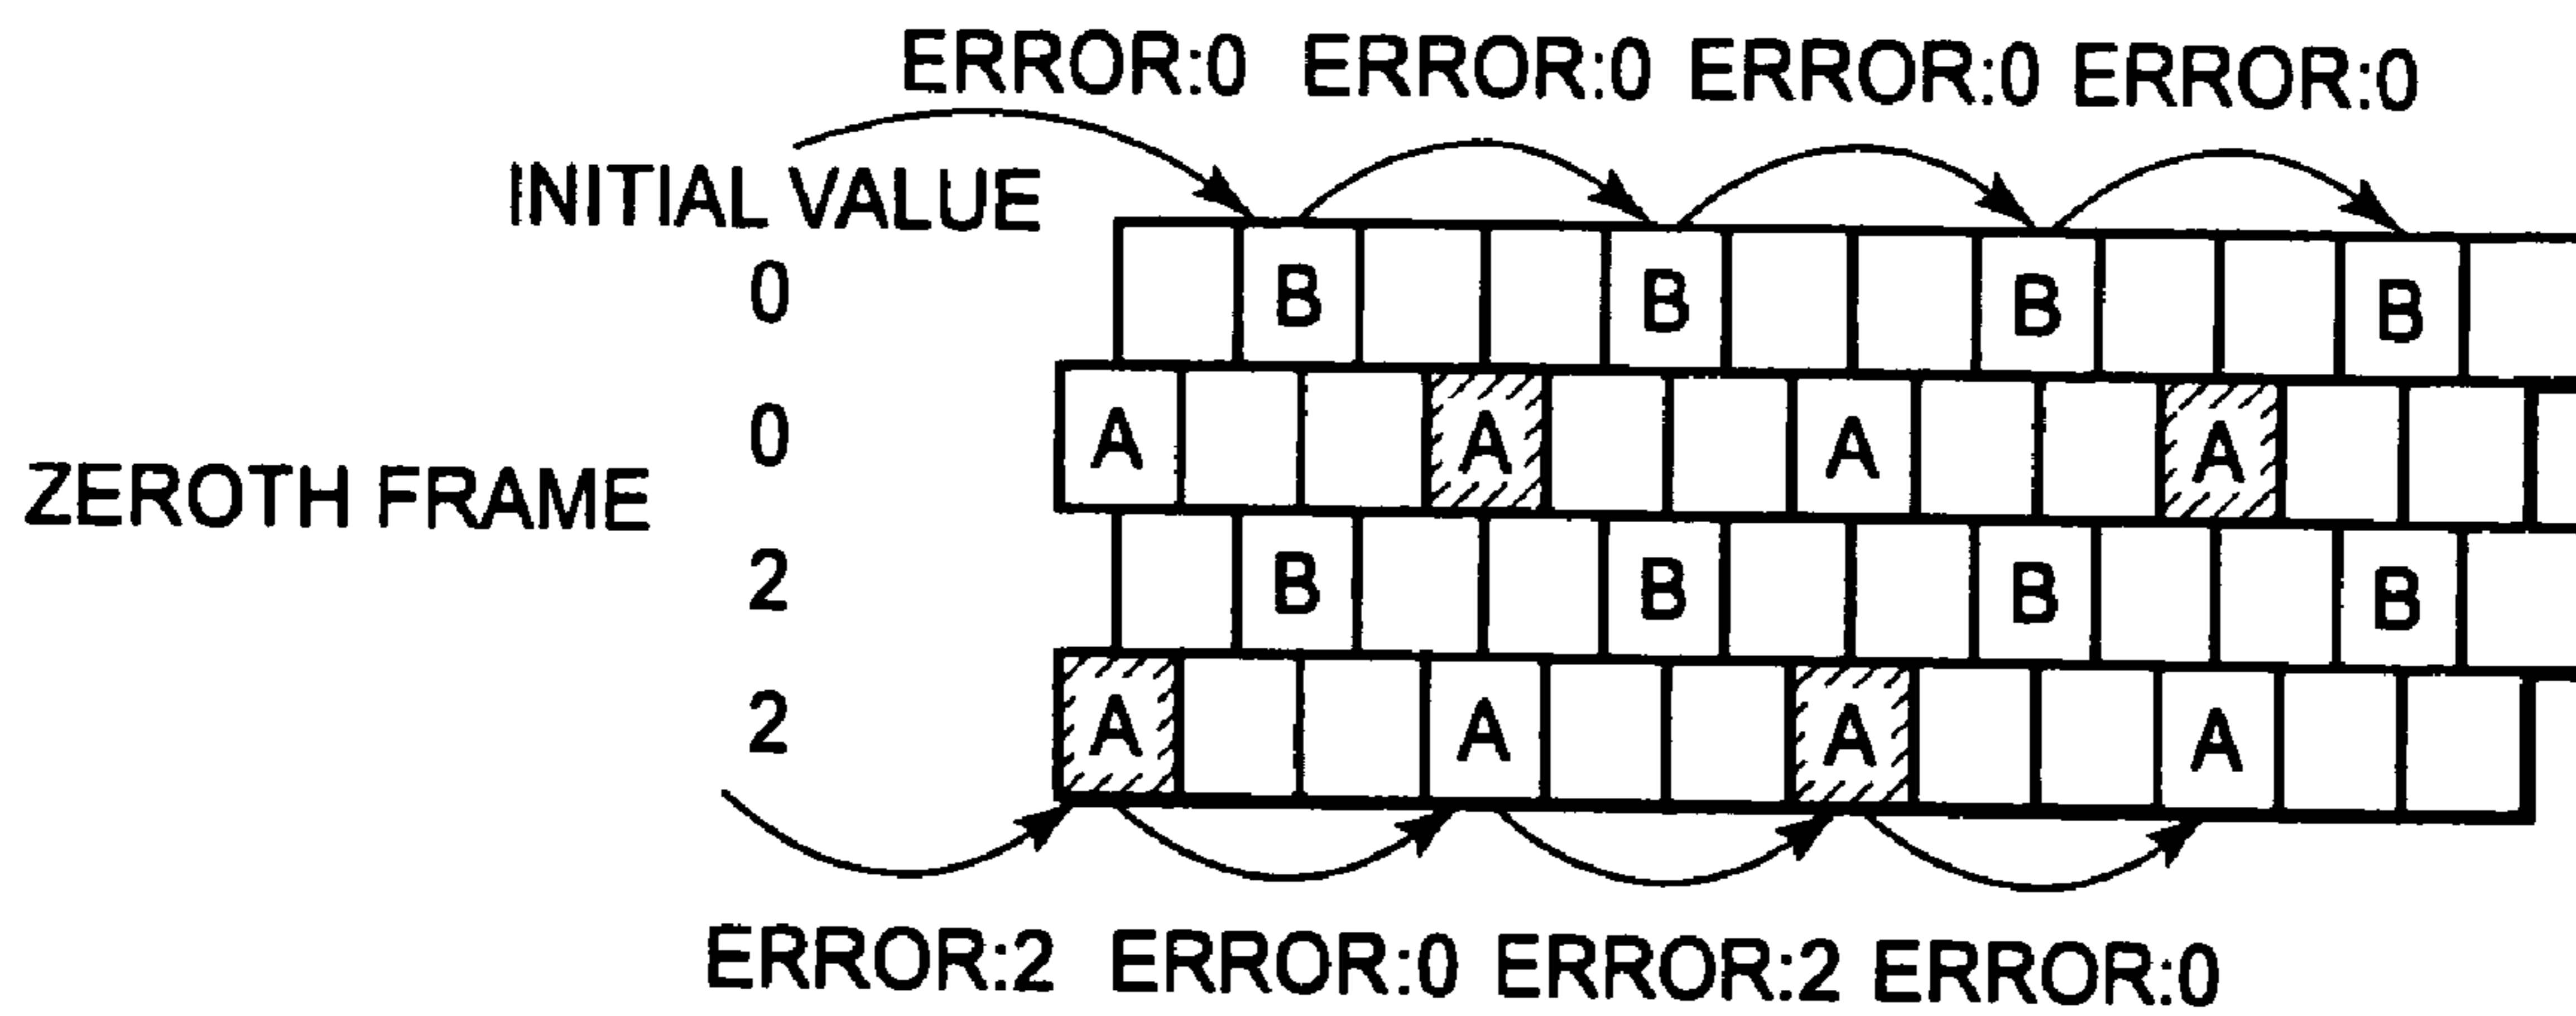 ERROR:0 ERROR:0 ERROR:0 ERROR:0
INITIAL VALUE
0 B B B B
0 A A A A
ZEROTH FRAME
2 B B B B
2 A A A A
ERROR:2 ERROR:0 ERROR:2 ERROR:0